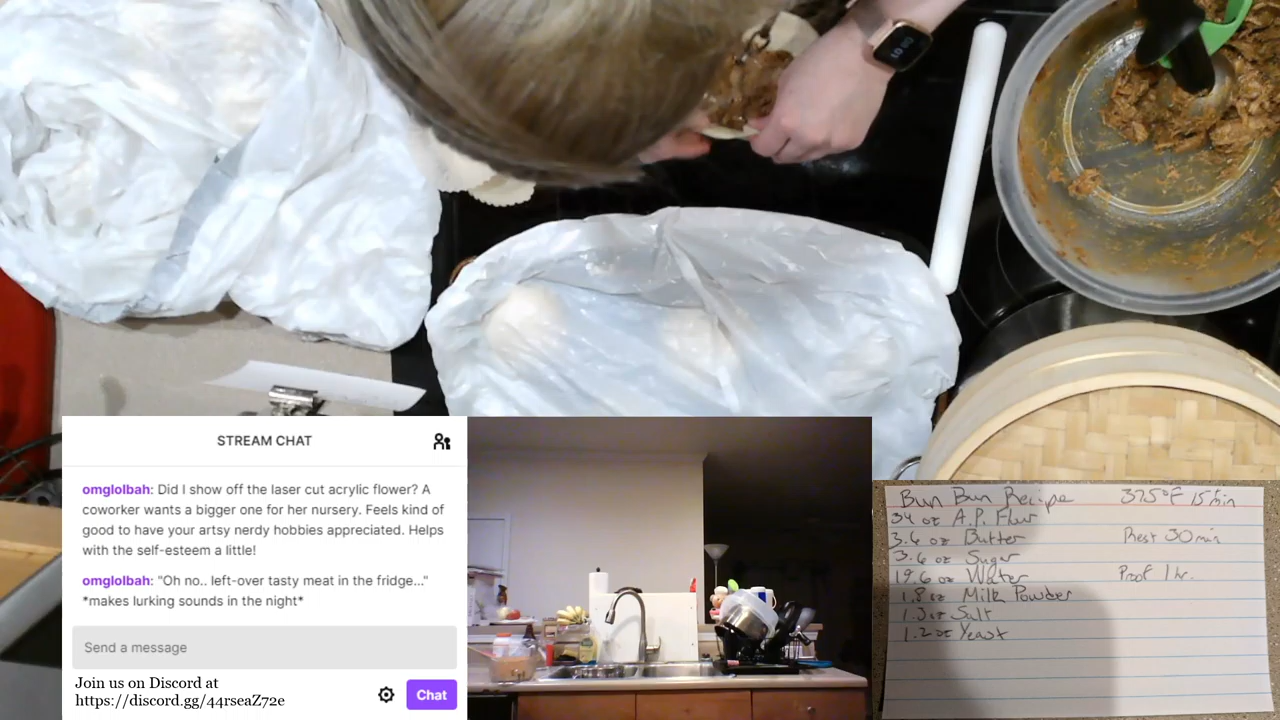 STREAM CHAT
omglolbah: Did I show off the laser cut acrylic flower? A
coworker wants a bigger one for her nursery. Feels kind of
good to have your artsy nerdy hobbies appreciated. Helps
with the self-esteem a little!
omglolbah: "Oh no.. left-over tasty meat in the fridge..."
*makes lurking sounds in the night*
Send a message
Join us on Discord at
https://discord.gg/44rseaZ72e
Chat
Bun Bun Recipe 375°F 15 min
34 oz A.P. Flour
3.6 oz Butter Rest 30 min
3.6 oz Sugar
19.6 oz Water Proof 1 hr.
1.8 oz Milk Powder
Salt
1.2 oz Yeast